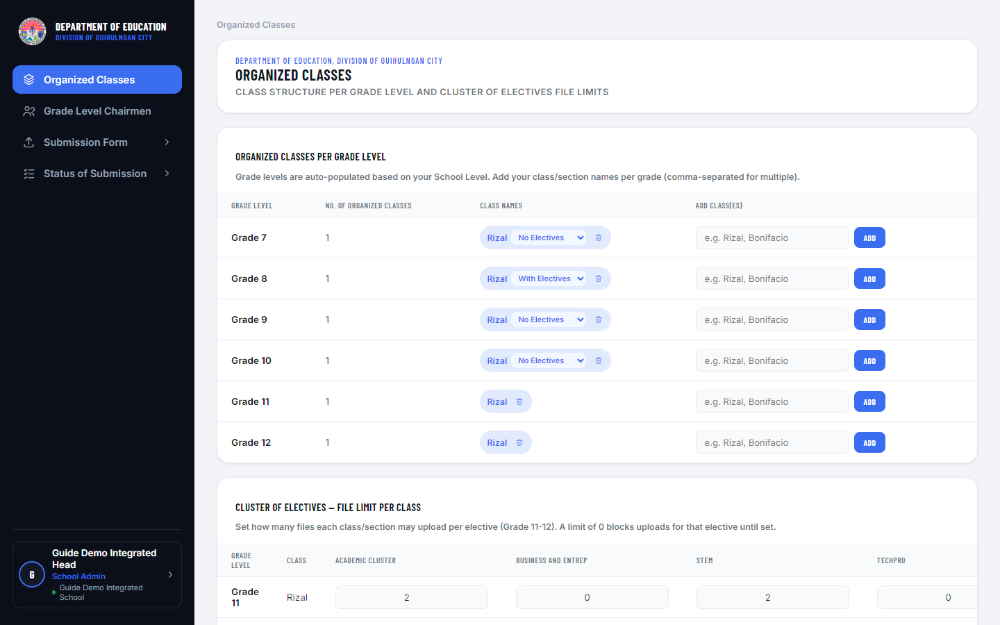 DEPARTMENT OF EDUCATION
DIVISION OF GUIHULNGAN CITY
Organized Classes
Grade Level Chairmen
Submission Form
Status of Submission
G
Guide Demo Integrated
Head
School Admin
Guide Demo Integrated
School
Organized Classes
DEPARTMENT OF EDUCATION, DIVISION OF GUIHULNGAN CITY
ORGANIZED CLASSES
CLASS STRUCTURE PER GRADE LEVEL AND CLUSTER OF ELECTIVES FILE LIMITS
ORGANIZED CLASSES PER GRADE LEVEL
Grade levels are auto-populated based on your School Level. Add your class/section names per grade (comma-separated for multiple).
GRADE LEVEL NO. OF ORGANIZED CLASSES CLASS NAMES ADD CLASS(ES)
Grade 7 1 Rizal No Electives e.g. Rizal, Bonifacio ADD
Grade 8 1 Rizal With Electives e.g. Rizal, Bonifacio ADD
Grade 9 1 Rizal No Electives e.g. Rizal, Bonifacio ADD
Grade 10 1 Rizal No Electives e.g. Rizal, Bonifacio ADD
Grade 11 1 Rizal e.g. Rizal, Bonifacio ADD
Grade 12 1 Rizal e.g. Rizal, Bonifacio ADD
CLUSTER OF ELECTIVES — FILE LIMIT PER CLASS
Set how many files each class/section may upload per elective (Grade 11-12). A limit of 0 blocks uploads for that elective until set.
GRADE LEVEL CLASS ACADEMIC CLUSTER BUSINESS AND ENTREP STEM TECHPRO
Grade 11 Rizal 2 0 2 0